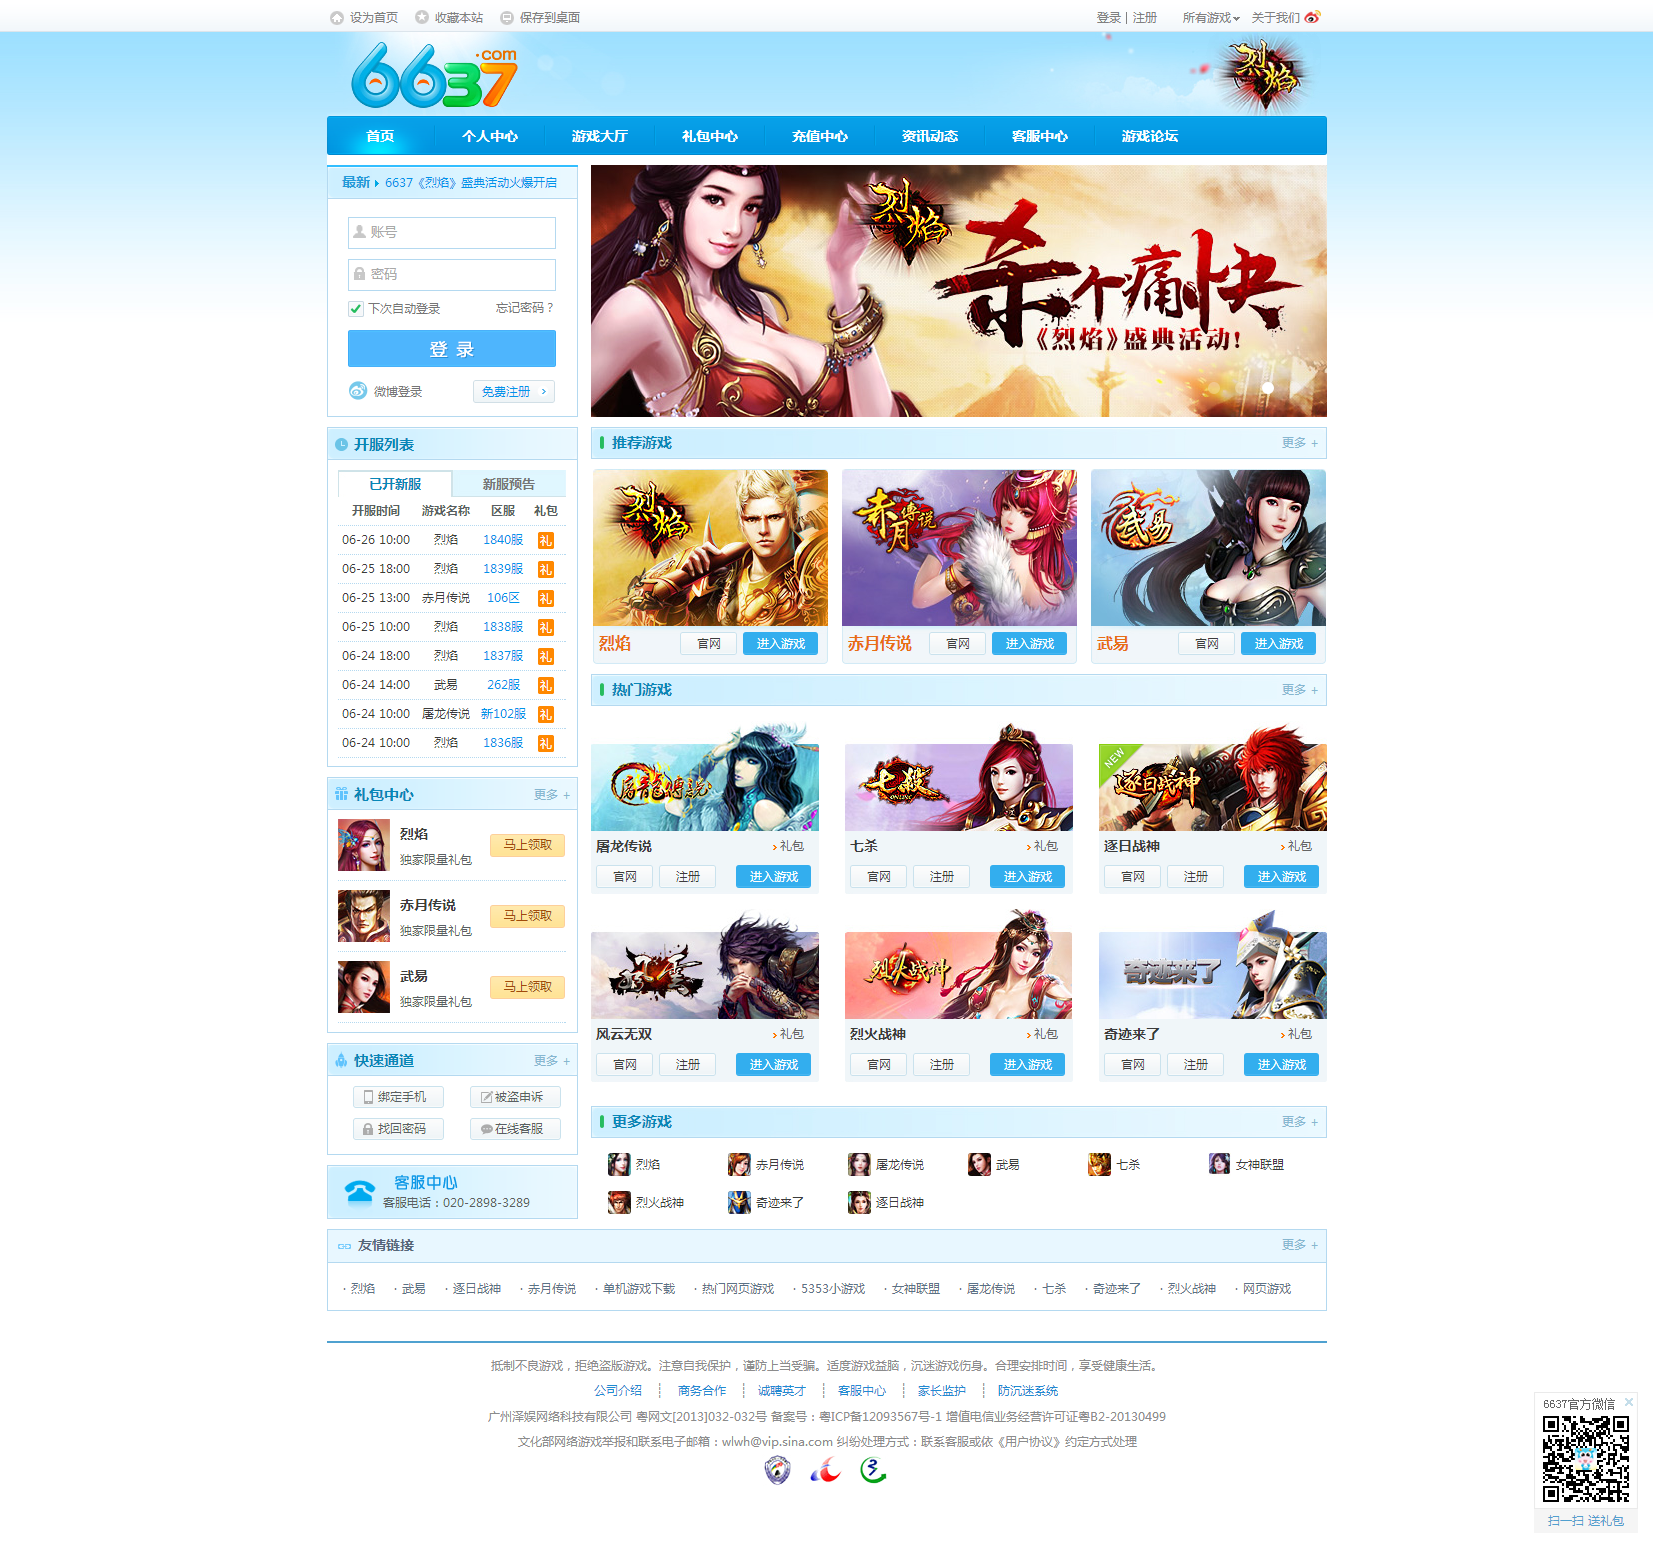 设为首页 收藏本站 保存到桌面 登录 | 注册 所有游戏 关于我们
6637.com 烈焰
首页 个人中心 游戏大厅 礼包中心 充值中心 资讯动态 客服中心 游戏论坛
最新 6637《烈焰》盛典活动火爆开启
账号
密码
下次自动登录 忘记密码？
登 录
微博登录 免费注册 ›
烈焰
杀个痛快
《烈焰》盛典活动!
开服列表
已开新服 新服预告
开服时间 游戏名称 区服 礼包
06-26 10:00 烈焰 1840服 礼
06-25 18:00 烈焰 1839服 礼
06-25 13:00 赤月传说 106区 礼
06-25 10:00 烈焰 1838服 礼
06-24 18:00 烈焰 1837服 礼
06-24 14:00 武易 262服 礼
06-24 10:00 屠龙传说 新102服 礼
06-24 10:00 烈焰 1836服 礼
礼包中心 更多 +
烈焰
独家限量礼包 马上领取
赤月传说
独家限量礼包 马上领取
武易
独家限量礼包 马上领取
快速通道 更多 +
绑定手机 被盗申诉
找回密码 在线客服
客服中心
客服电话：020-2898-3289
推荐游戏 更多 +
烈焰 赤月傳説 武易
烈焰 官网 进入游戏 赤月传说 官网 进入游戏 武易 官网 进入游戏
热门游戏 更多 +
屠龍傳說 七殺 ONLINE NEW 逐日战神
屠龙传说 › 礼包 七杀 › 礼包 逐日战神 › 礼包
官网 注册 进入游戏 官网 注册 进入游戏 官网 注册 进入游戏
風雲 烈火战神 奇迹来了
风云无双 › 礼包 烈火战神 › 礼包 奇迹来了 › 礼包
官网 注册 进入游戏 官网 注册 进入游戏 官网 注册 进入游戏
更多游戏 更多 +
烈焰 赤月传说 屠龙传说 武易 七杀 女神联盟
烈火战神 奇迹来了 逐日战神
友情链接 更多 +
· 烈焰 · 武易 · 逐日战神 · 赤月传说 · 单机游戏下载 · 热门网页游戏 · 5353小游戏 · 女神联盟 · 屠龙传说 · 七杀 · 奇迹来了 · 烈火战神 · 网页游戏
抵制不良游戏，拒绝盗版游戏。注意自我保护，谨防上当受骗。适度游戏益脑，沉迷游戏伤身。合理安排时间，享受健康生活。
公司介绍 商务合作 诚聘英才 客服中心 家长监护 防沉迷系统
广州泽娱网络科技有限公司 粤网文[2013]032-032号 备案号：粤ICP备12093567号-1 增值电信业务经营许可证粤B2-20130499
文化部网络游戏举报和联系电子邮箱：wlwh@vip.sina.com 纠纷处理方式：联系客服或依《用户协议》约定方式处理
6637官方微信 ×
扫一扫 送礼包